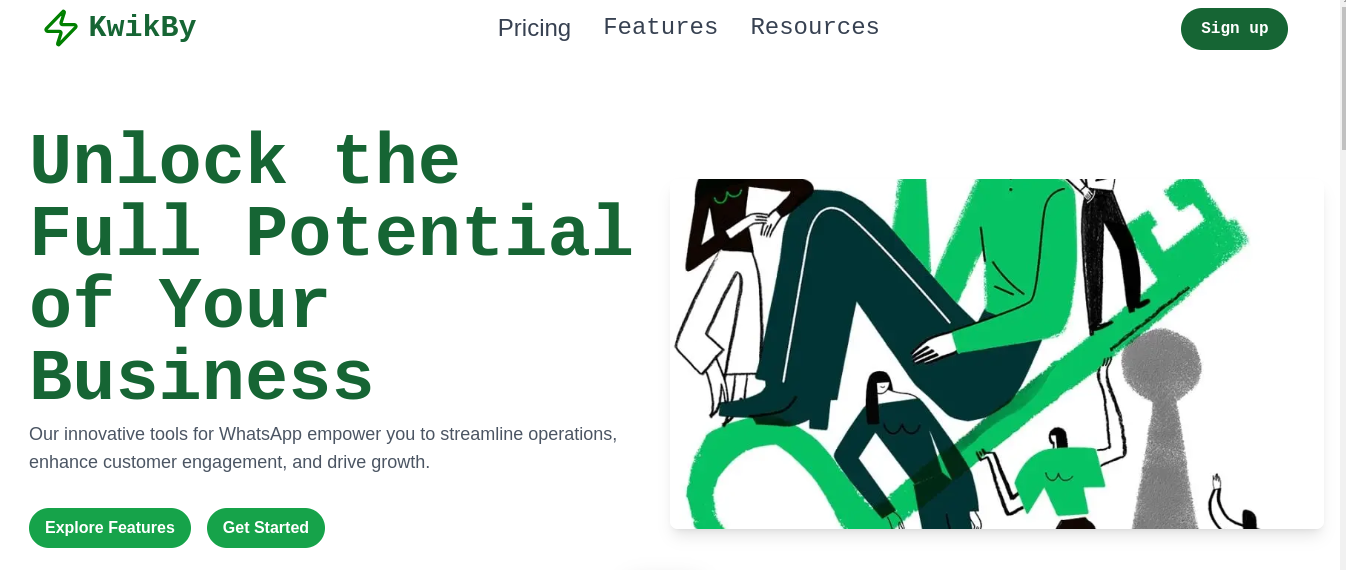 KwikBy
Pricing Features Resources
Sign up
Unlock the
Full Potential
of Your
Business
Our innovative tools for WhatsApp empower you to streamline operations,
enhance customer engagement, and drive growth.
Explore Features
Get Started